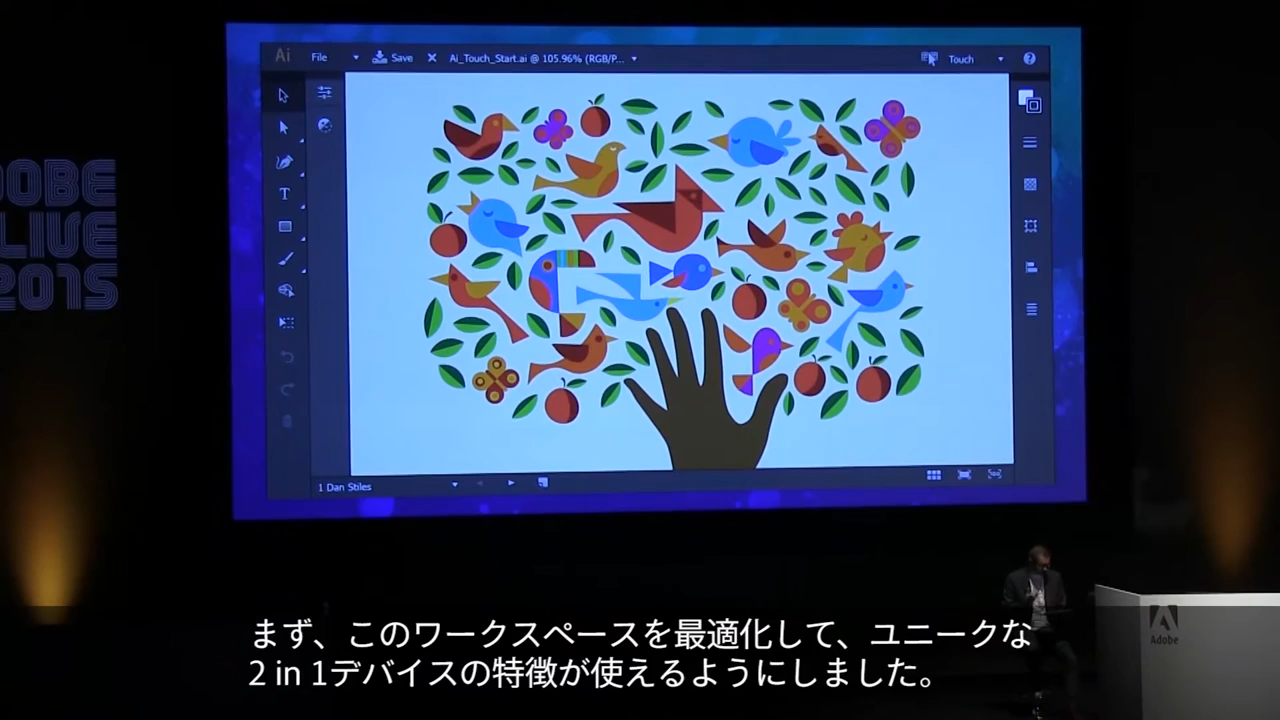 Ai File Save Ai_Touch_Start.ai @ 105.96% (RGB/P... Touch
T
1 Dan Stiles
ADOBE
LIVE
2015
Adobe
まず、このワークスペースを最適化して、ユニークな
2 in 1デバイスの特徴が使えるようにしました。